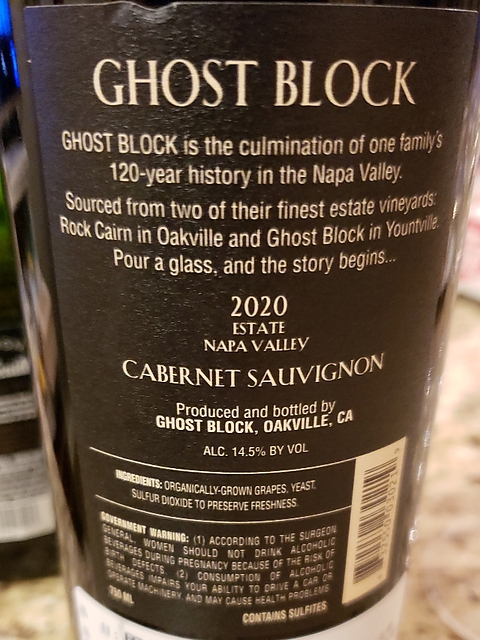 GHOST BLOCK
GHOST BLOCK is the culmination of one family's
120-year history in the Napa Valley.
Sourced from two of their finest estate vineyards:
Rock Cairn in Oakville and Ghost Block in Yountville.
Pour a glass, and the story begins...
2020
ESTATE
NAPA VALLEY
CABERNET SAUVIGNON
Produced and bottled by
GHOST BLOCK, OAKVILLE, CA
ALC. 14.5% BY VOL
INGREDIENTS: ORGANICALLY-GROWN GRAPES, YEAST,
SULFUR DIOXIDE TO PRESERVE FRESHNESS.
GOVERNMENT WARNING: (1) ACCORDING TO THE SURGEON
GENERAL, WOMEN SHOULD NOT DRINK ALCOHOLIC
BEVERAGES DURING PREGNANCY BECAUSE OF THE RISK OF
BIRTH DEFECTS. (2) CONSUMPTION OF ALCOHOLIC
BEVERAGES IMPAIRS YOUR ABILITY TO DRIVE A CAR OR
OPERATE MACHINERY, AND MAY CAUSE HEALTH PROBLEMS.
750 ML
CONTAINS SULFITES